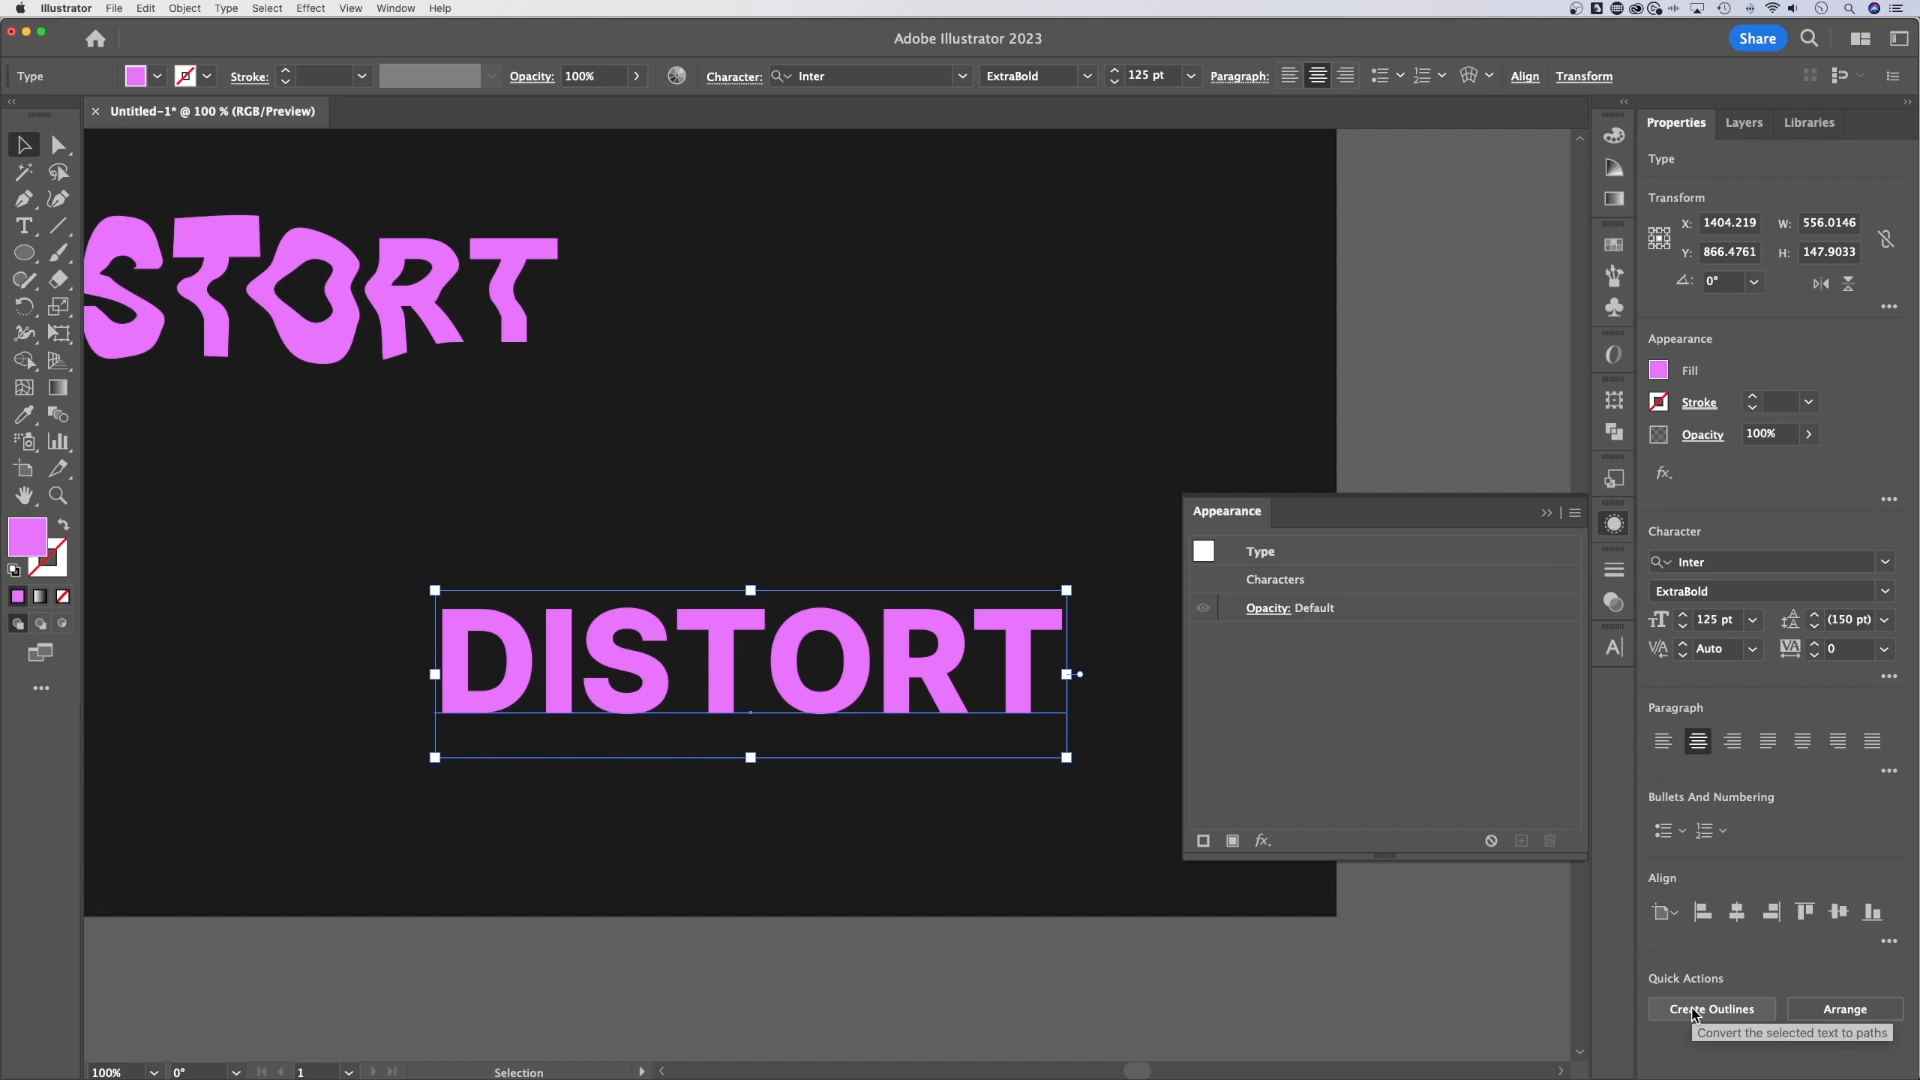 Illustrator File Edit Object Type Select Effect View Window Help
Adobe Illustrator 2023
Share
Type Stroke: Opacity: 100% Character: Inter ExtraBold 125 pt Paragraph: Align Transform
Untitled-1* @ 100 % (RGB/Preview)
Properties Layers Libraries
Type
Transform
X: 1404.219 W: 556.0146
Y: 866.4761 H: 147.9033
0°
Appearance
Fill
Stroke
Opacity 100%
fx.
STORT
Appearance
Type
Characters
Opacity: Default
fx.
DISTORT
Character
Inter
ExtraBold
125 pt (150 pt)
Auto 0
Paragraph
Bullets And Numbering
Align
Quick Actions
Create Outlines Arrange
Convert the selected text to paths
100% 0° 1 Selection